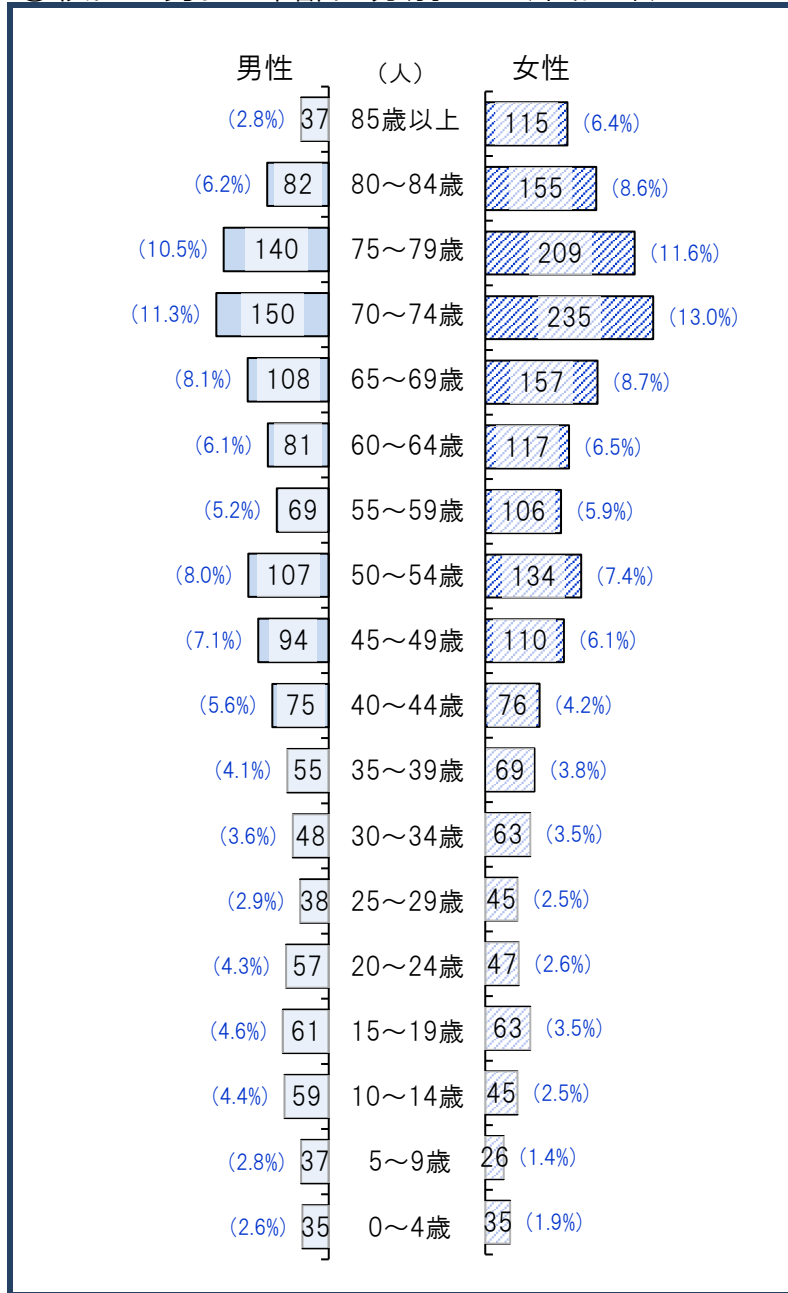 男性 (人) 女性
(2.8%) 37 85歳以上 115 (6.4%)
(6.2%) 82 80～84歳 155 (8.6%)
(10.5%) 140 75～79歳 209 (11.6%)
(11.3%) 150 70～74歳 235 (13.0%)
(8.1%) 108 65～69歳 157 (8.7%)
(6.1%) 81 60～64歳 117 (6.5%)
(5.2%) 69 55～59歳 106 (5.9%)
(8.0%) 107 50～54歳 134 (7.4%)
(7.1%) 94 45～49歳 110 (6.1%)
(5.6%) 75 40～44歳 76 (4.2%)
(4.1%) 55 35～39歳 69 (3.8%)
(3.6%) 48 30～34歳 63 (3.5%)
(2.9%) 38 25～29歳 45 (2.5%)
(4.3%) 57 20～24歳 47 (2.6%)
(4.6%) 61 15～19歳 63 (3.5%)
(4.4%) 59 10～14歳 45 (2.5%)
(2.8%) 37 5～9歳 26 (1.4%)
(2.6%) 35 0～4歳 35 (1.9%)